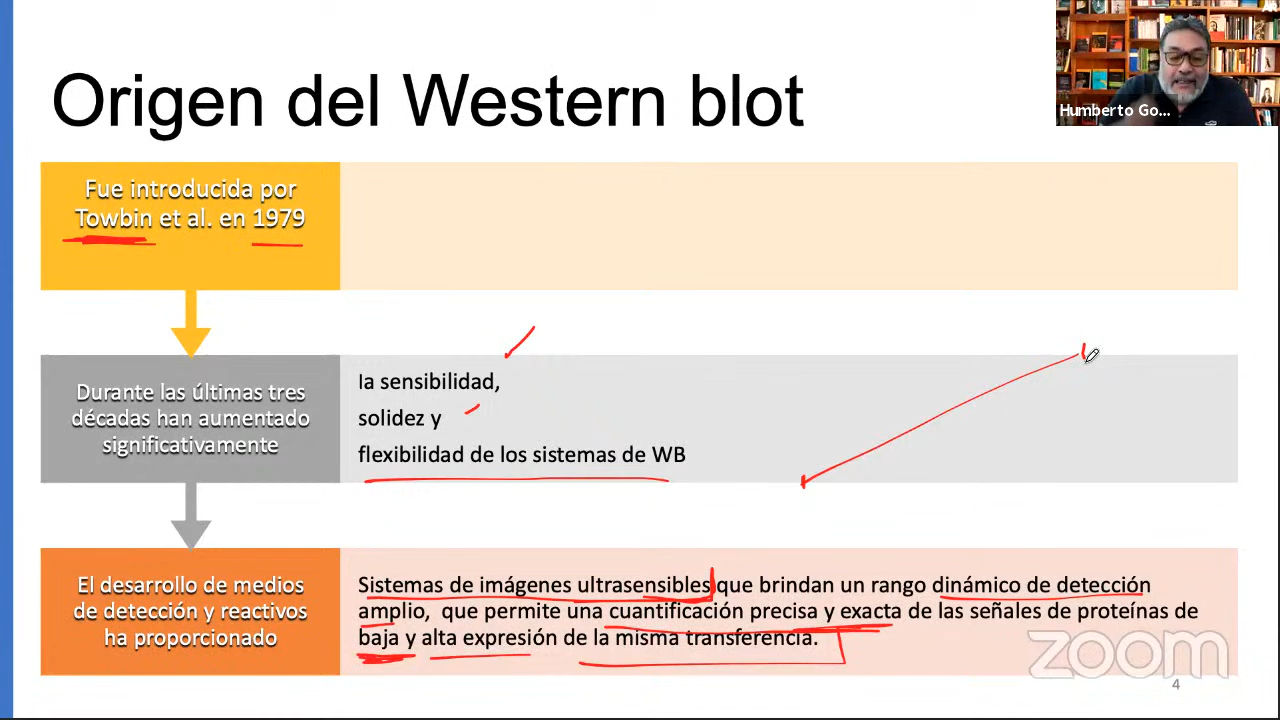 Origen del Western blot
Humberto Go...
Fue introducida por
Towbin et al. en 1979
Durante las últimas tres
décadas han aumentado
significativamente
la sensibilidad,
solidez y
flexibilidad de los sistemas de WB
El desarrollo de medios
de detección y reactivos
ha proporcionado
Sistemas de imágenes ultrasensibles que brindan un rango dinámico de detección
amplio, que permite una cuantificación precisa y exacta de las señales de proteínas de
baja y alta expresión de la misma transferencia.
zoom
4